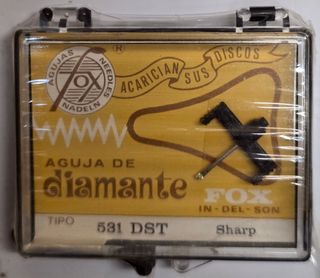 AGUJAS NEEDLES NADELN
FOX
®
ACARICIAN SUS DISCOS
AGUJA DE
diamante
FOX
IN-DEL-SON
TIPO 531 DST Sharp